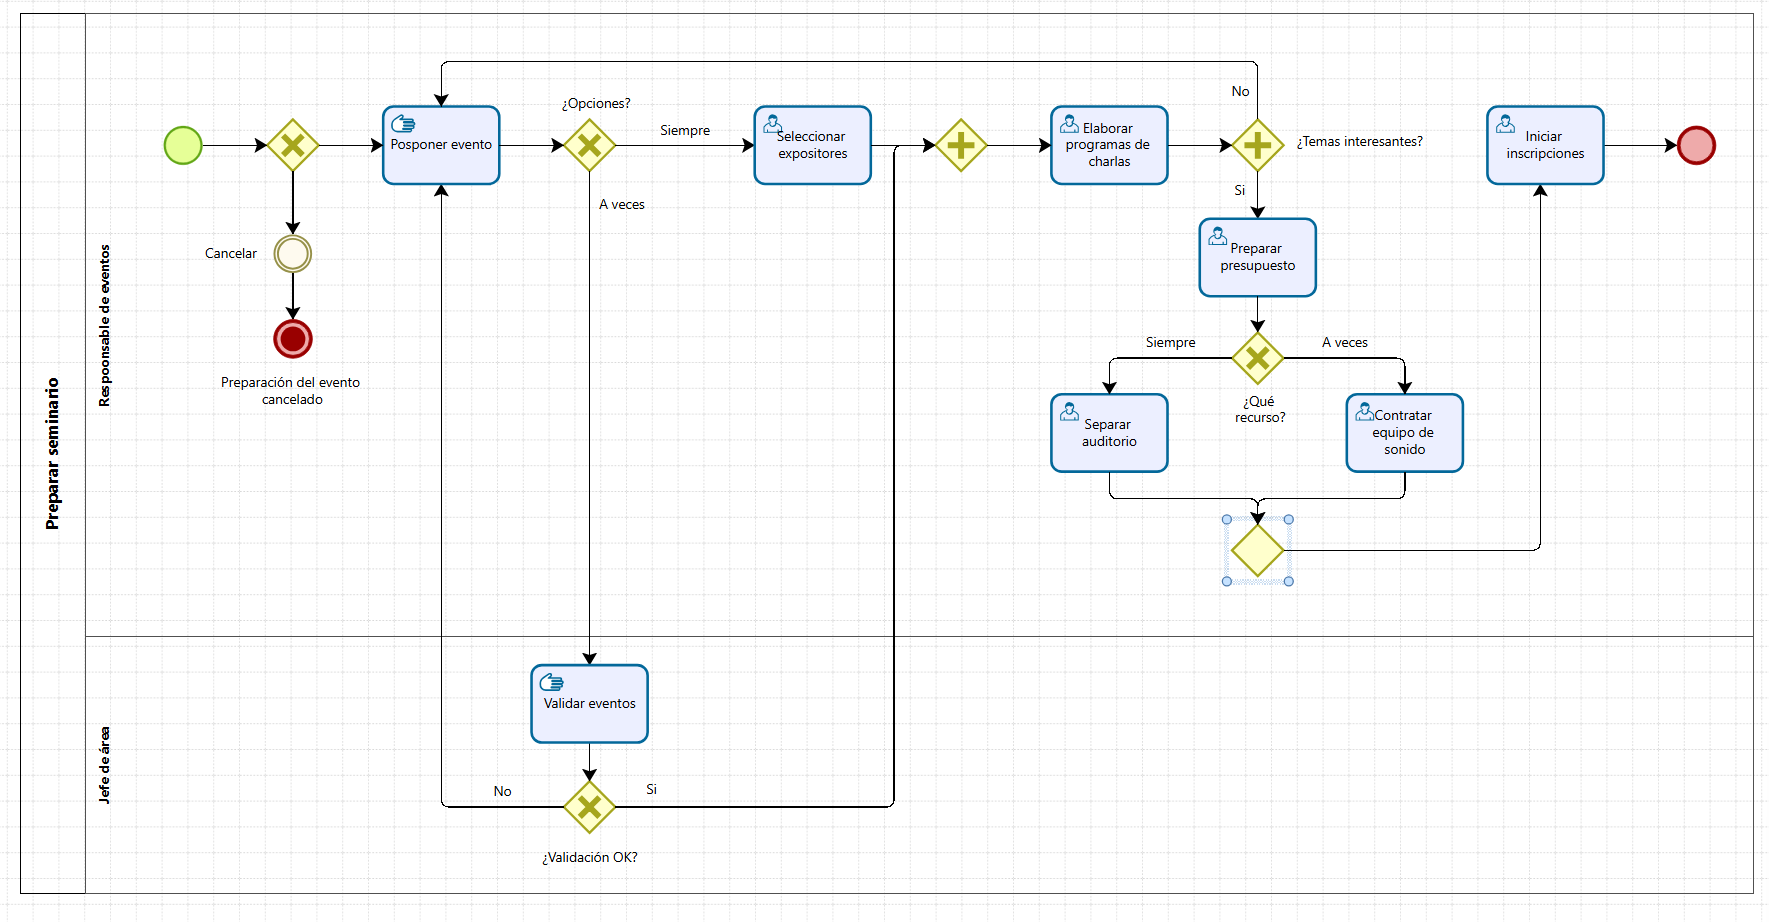 Preparar seminario
Responsable de eventos
Jefe de área
Cancelar
Preparación del evento
cancelado
Posponer evento
¿Opciones?
Siempre
A veces
Seleccionar
expositores
Elaborar
programas de
charlas
No
¿Temas interesantes?
Si
Preparar
presupuesto
Siempre
A veces
¿Qué
recurso?
Separar
auditorio
Contratar
equipo de
sonido
Iniciar
inscripciones
Validar eventos
No
Si
¿Validación OK?